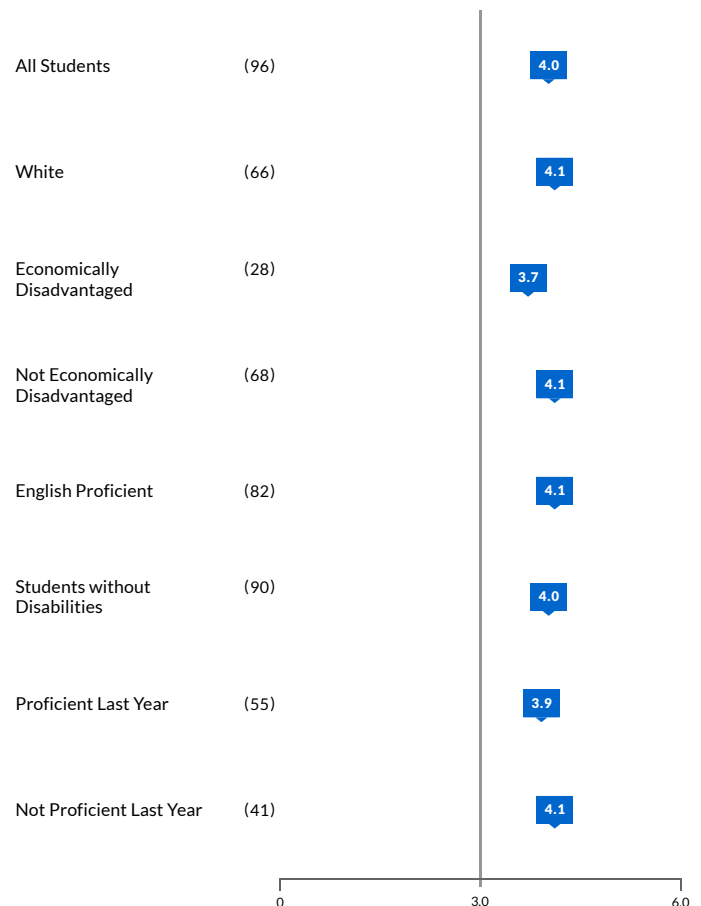 All Students (96) 4.0
White (66) 4.1
Economically (28) 3.7
Disadvantaged
Not Economically (68) 4.1
Disadvantaged
English Proficient (82) 4.1
Students without (90) 4.0
Disabilities
Proficient Last Year (55) 3.9
Not Proficient Last Year (41) 4.1
0 3.0 6.0